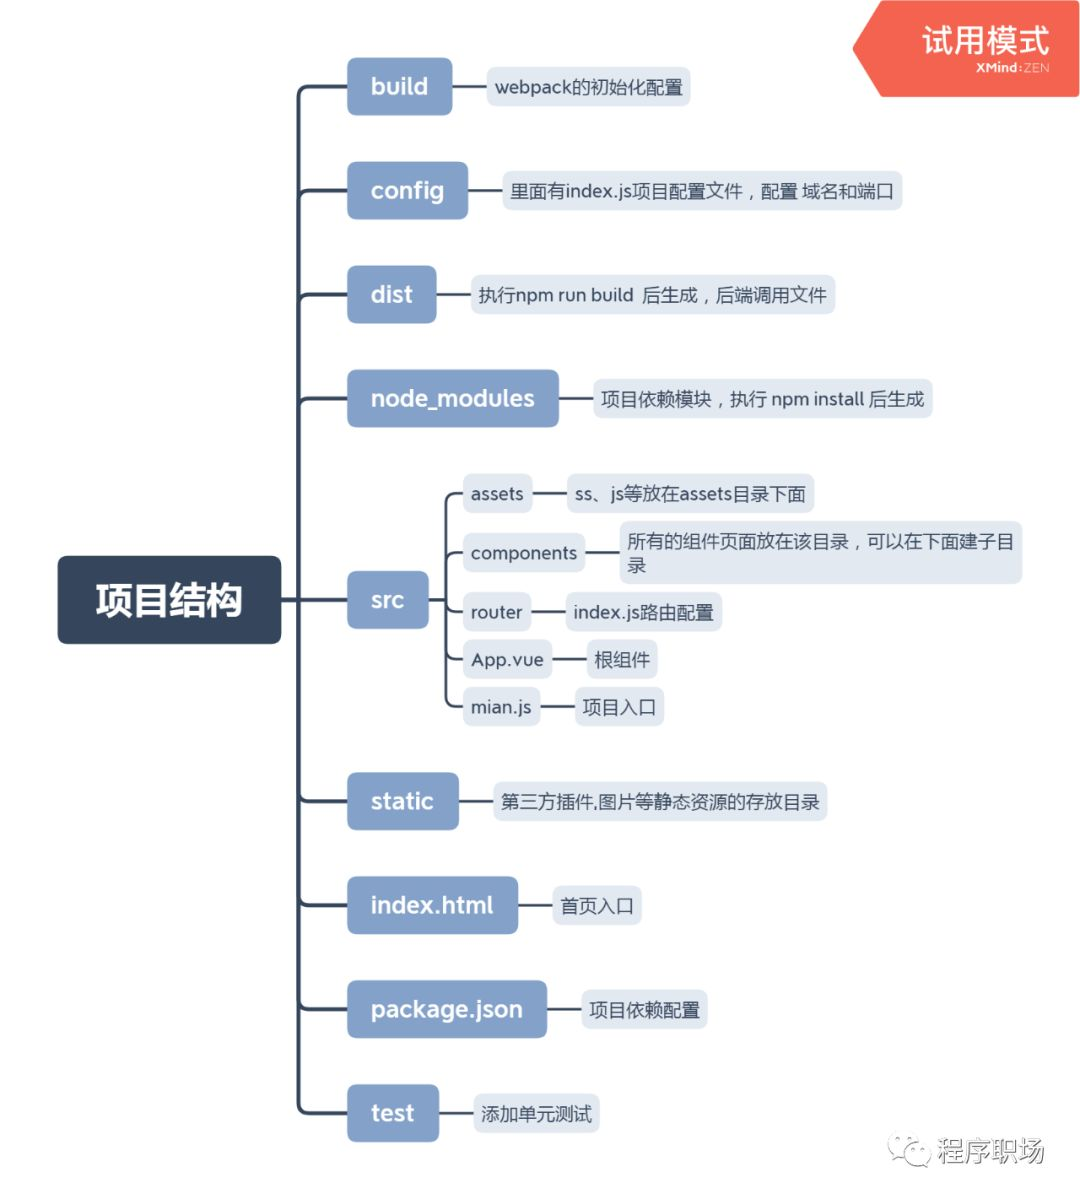 试用模式
XMind:ZEN
build
webpack的初始化配置
config
里面有index.js项目配置文件，配置 域名和端口
dist
执行npm run build 后生成，后端调用文件
node_modules
项目依赖模块，执行 npm install 后生成
assets
ss、js等放在assets目录下面
components
所有的组件页面放在该目录，可以在下面建子目
录
项目结构
src
router
index.js路由配置
App.vue
根组件
mian.js
项目入口
static
第三方插件,图片等静态资源的存放目录
index.html
首页入口
package.json
项目依赖配置
test
添加单元测试
程序职场